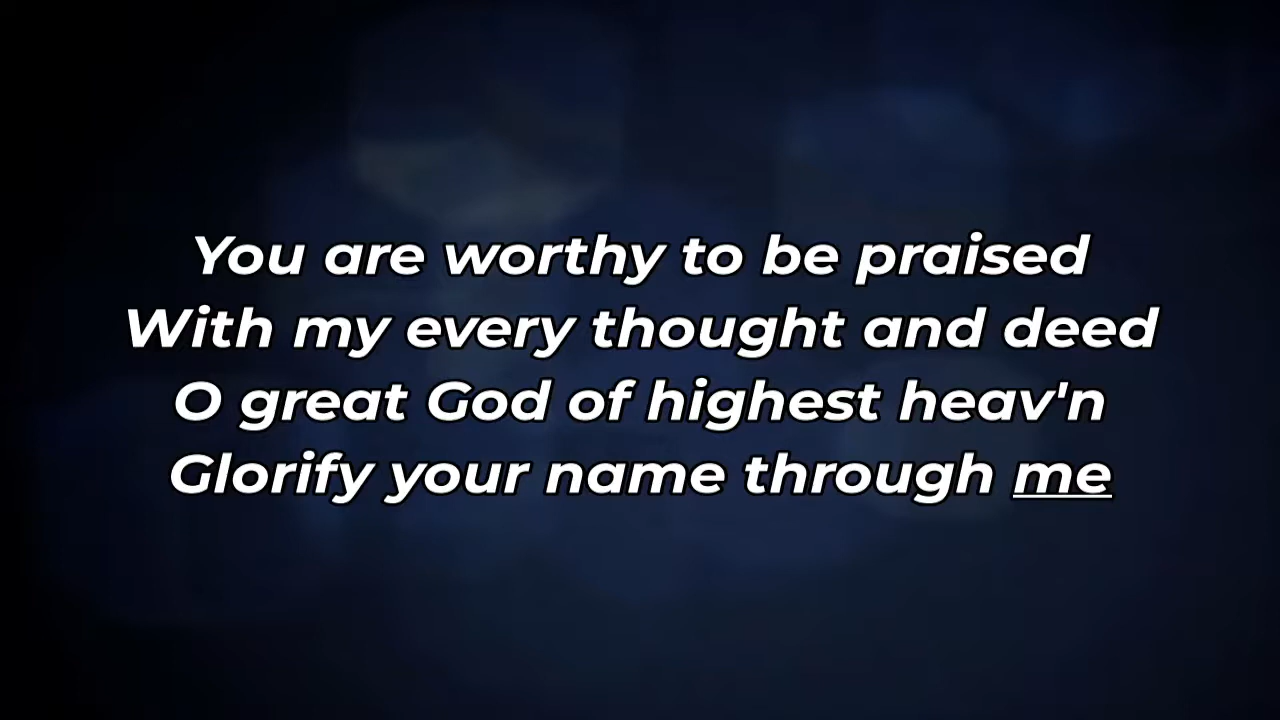 You are worthy to be praised
With my every thought and deed
O great God of highest heav'n
Glorify your name through me